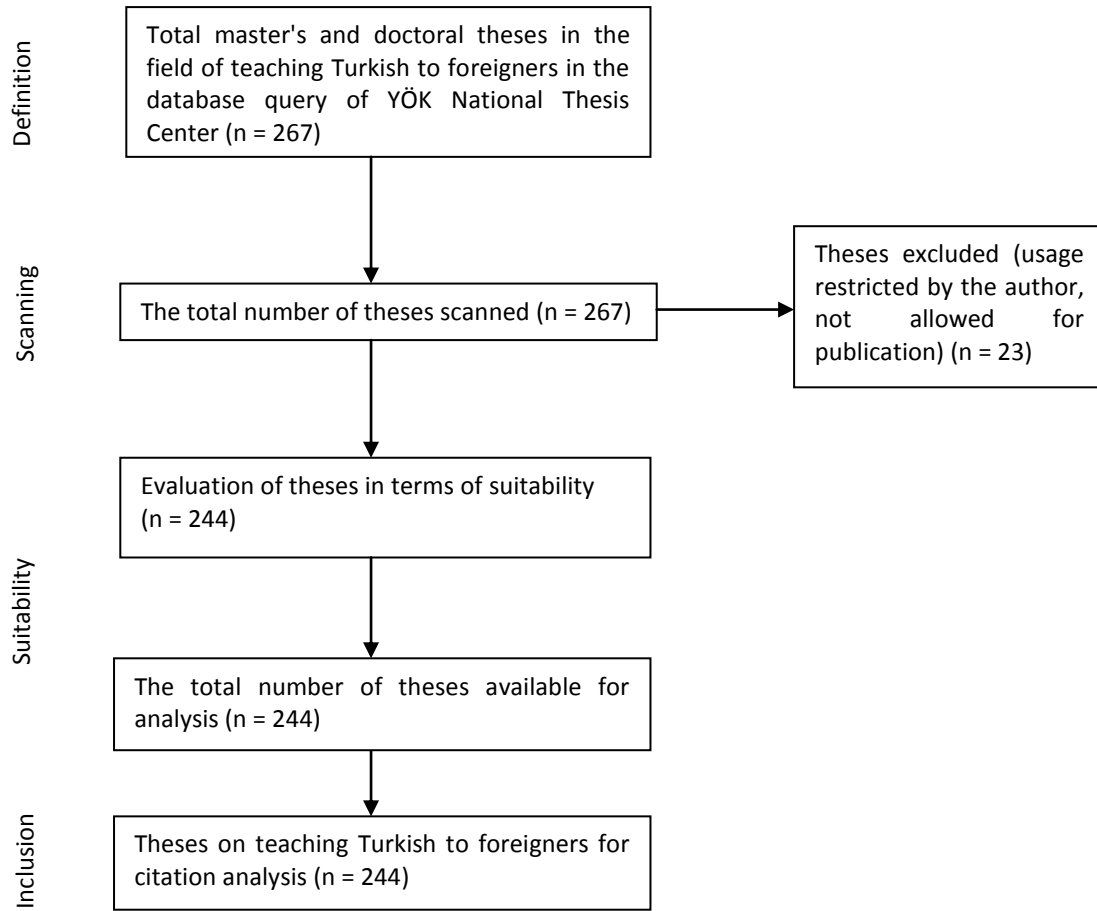 Definition
Total master's and doctoral theses in the
field of teaching Turkish to foreigners in the
database query of YÖK National Thesis
Center (n = 267)
Scanning
The total number of theses scanned (n = 267)
Theses excluded (usage
restricted by the author,
not allowed for
publication) (n = 23)
Suitability
Evaluation of theses in terms of suitability
(n = 244)
The total number of theses available for
analysis (n = 244)
Inclusion
Theses on teaching Turkish to foreigners for
citation analysis (n = 244)